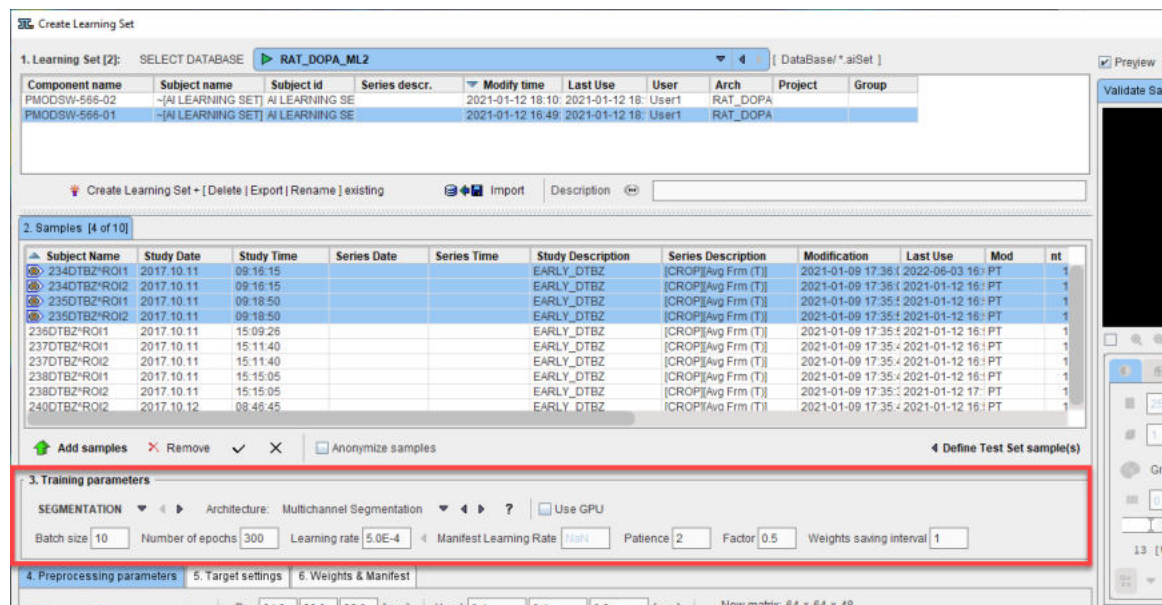 Create Learning Set
1. Learning Set [2]: SELECT DATABASE RAT_DOPA_ML2 [ DataBase/ *.aiSet ]
Preview
Component name Subject name Subject id Series descr. Modify time Last Use User Arch Project Group
Validate Sa
PMODSW-566-02 ~[AI LEARNING SET] AI LEARNING SE 2021-01-12 18:10: 2021-01-12 18: User1 RAT_DOPA
PMODSW-566-01 ~[AI LEARNING SET] AI LEARNING SE 2021-01-12 16:49: 2021-01-12 18: User1 RAT_DOPA
Create Learning Set + [ Delete | Export | Rename ] existing Import Description
2. Samples [4 of 10]
Subject Name Study Date Study Time Series Date Series Time Study Description Series Description Modification Last Use Mod nt
234DTBZ^ROI1 2017.10.11 09:16:15 EARLY_DTBZ [CROP][Avg Frm (T)] 2021-01-09 17:36:( 2022-06-03 16: PT 1
234DTBZ^ROI2 2017.10.11 09:16:15 EARLY_DTBZ [CROP][Avg Frm (T)] 2021-01-09 17:36:( 2021-01-12 16: PT 1
235DTBZ^ROI1 2017.10.11 09:18:50 EARLY_DTBZ [CROP][Avg Frm (T)] 2021-01-09 17:35: 2021-01-12 16: PT 1
235DTBZ^ROI2 2017.10.11 09:18:50 EARLY_DTBZ [CROP][Avg Frm (T)] 2021-01-09 17:35: 2021-01-12 16: PT 1
236DTBZ^ROI1 2017.10.11 15:09:26 EARLY_DTBZ [CROP][Avg Frm (T)] 2021-01-09 17:35: 2021-01-12 16: PT 1
237DTBZ^ROI1 2017.10.11 15:11:40 EARLY_DTBZ [CROP][Avg Frm (T)] 2021-01-09 17:35: 2021-01-12 16: PT 1
237DTBZ^ROI2 2017.10.11 15:11:40 EARLY_DTBZ [CROP][Avg Frm (T)] 2021-01-09 17:35: 2021-01-12 16: PT 1
238DTBZ^ROI1 2017.10.11 15:15:05 EARLY_DTBZ [CROP][Avg Frm (T)] 2021-01-09 17:35: 2021-01-12 16: PT 1
238DTBZ^ROI2 2017.10.11 15:15:05 EARLY_DTBZ [CROP][Avg Frm (T)] 2021-01-09 17:35: 2021-01-12 17: PT 1
240DTBZ^ROI2 2017.10.12 08:46:45 EARLY_DTBZ [CROP][Avg Frm (T)] 2021-01-09 17:35: 2021-01-12 16: PT 1
Add samples Remove Anonymize samples Define Test Set sample(s)
3. Training parameters
SEGMENTATION Architecture: Multichannel Segmentation ? Use GPU
Batch size 10 Number of epochs 300 Learning rate 5.0E-4 Manifest Learning Rate NaN Patience 2 Factor 0.5 Weights saving interval 1
4. Preprocessing parameters 5. Target settings 6. Weights & Manifest
25
1
Gr
0
13 [
New matrix: 64 x 64 x 48